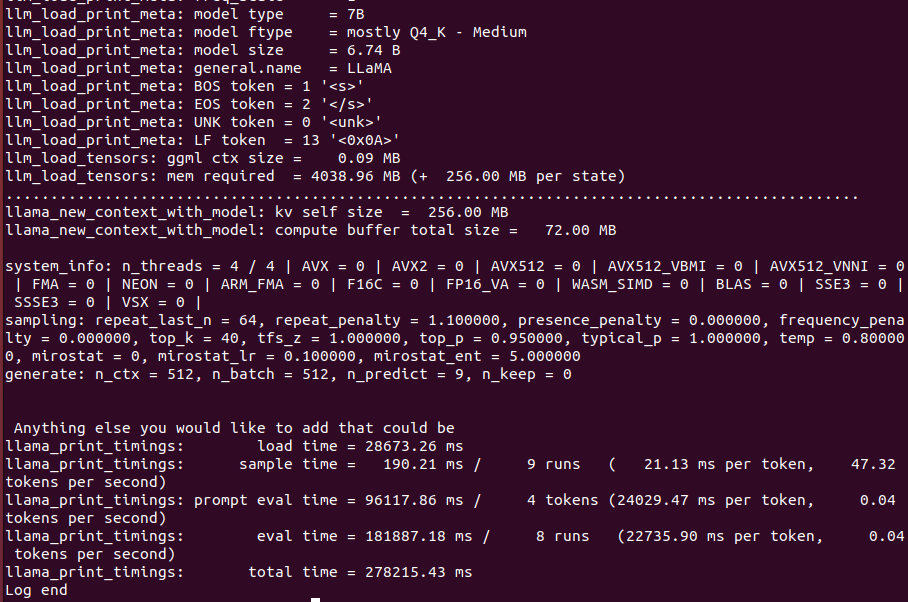 llm_load_print_meta: model type     = 7B
llm_load_print_meta: model ftype    = mostly Q4_K - Medium
llm_load_print_meta: model size     = 6.74 B
llm_load_print_meta: general.name   = LLaMA
llm_load_print_meta: BOS token = 1 '<s>'
llm_load_print_meta: EOS token = 2 '</s>'
llm_load_print_meta: UNK token = 0 '<unk>'
llm_load_print_meta: LF token  = 13 '<0x0A>'
llm_load_tensors: ggml ctx size =    0.09 MB
llm_load_tensors: mem required  = 4038.96 MB (+  256.00 MB per state)
...............................................................................................
llama_new_context_with_model: kv self size  =  256.00 MB
llama_new_context_with_model: compute buffer total size =   72.00 MB
system_info: n_threads = 4 / 4 | AVX = 0 | AVX2 = 0 | AVX512 = 0 | AVX512_VBMI = 0 | AVX512_VNNI = 0
 | FMA = 0 | NEON = 0 | ARM_FMA = 0 | F16C = 0 | FP16_VA = 0 | WASM_SIMD = 0 | BLAS = 0 | SSE3 = 0 |
SSSE3 = 0 | VSX = 0 |
sampling: repeat_last_n = 64, repeat_penalty = 1.100000, presence_penalty = 0.000000, frequency_pena
lty = 0.000000, top_k = 40, tfs_z = 1.000000, top_p = 0.950000, typical_p = 1.000000, temp = 0.80000
0, mirostat = 0, mirostat_lr = 0.100000, mirostat_ent = 5.000000
generate: n_ctx = 512, n_batch = 512, n_predict = 9, n_keep = 0
 Anything else you would like to add that could be
llama_print_timings:        load time = 28673.26 ms
llama_print_timings:      sample time =   190.21 ms /     9 runs   (   21.13 ms per token,    47.32
tokens per second)
llama_print_timings: prompt eval time = 96117.86 ms /     4 tokens (24029.47 ms per token,     0.04
tokens per second)
llama_print_timings:        eval time = 181887.18 ms /     8 runs   (22735.90 ms per token,     0.04
 tokens per second)
llama_print_timings:       total time = 278215.43 ms
Log end